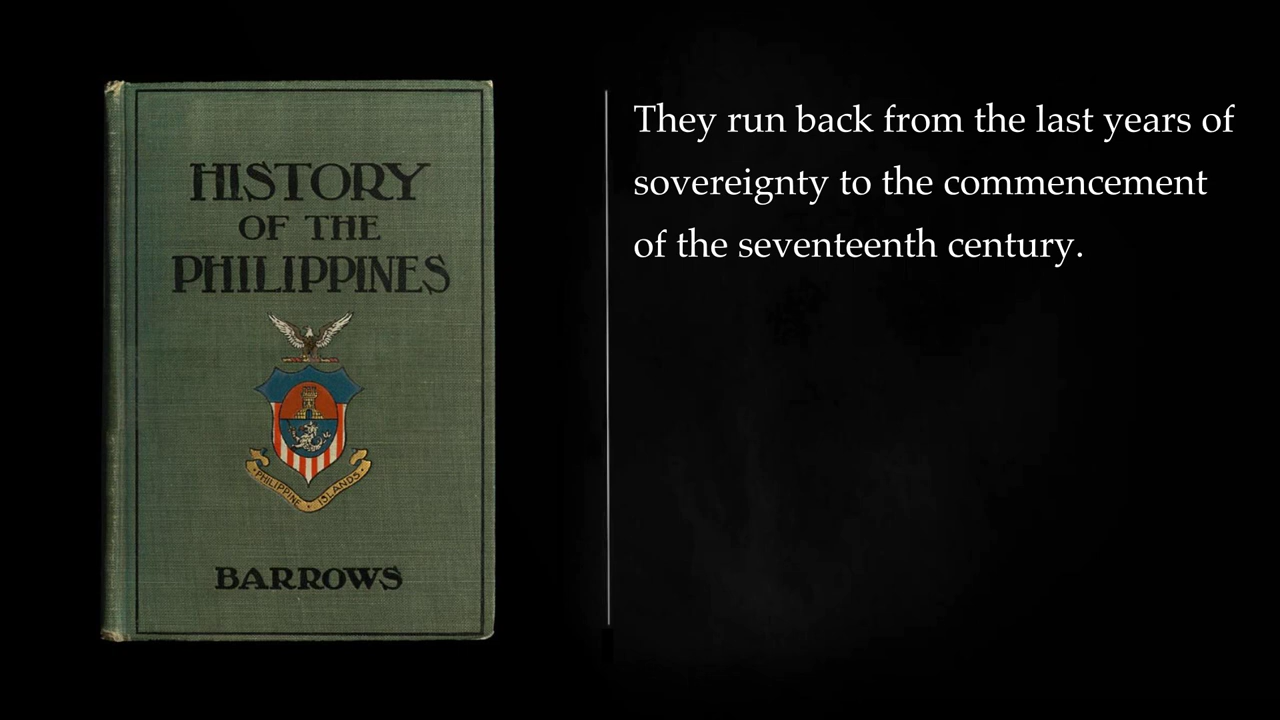 HISTORY
OF THE
PHILIPPINES
PHILIPPINE ISLANDS
BARROWS
They run back from the last years of
sovereignty to the commencement
of the seventeenth century.